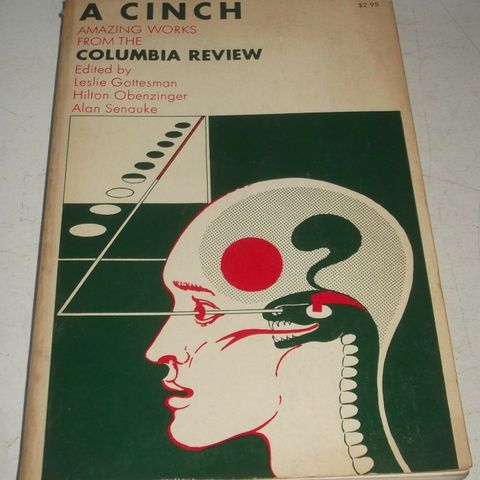 A CINCH
$2.95
AMAZING WORKS
FROM THE
COLUMBIA REVIEW
Edited by
Leslie Gottesman
Hilton Obenzinger
Alan Senauke